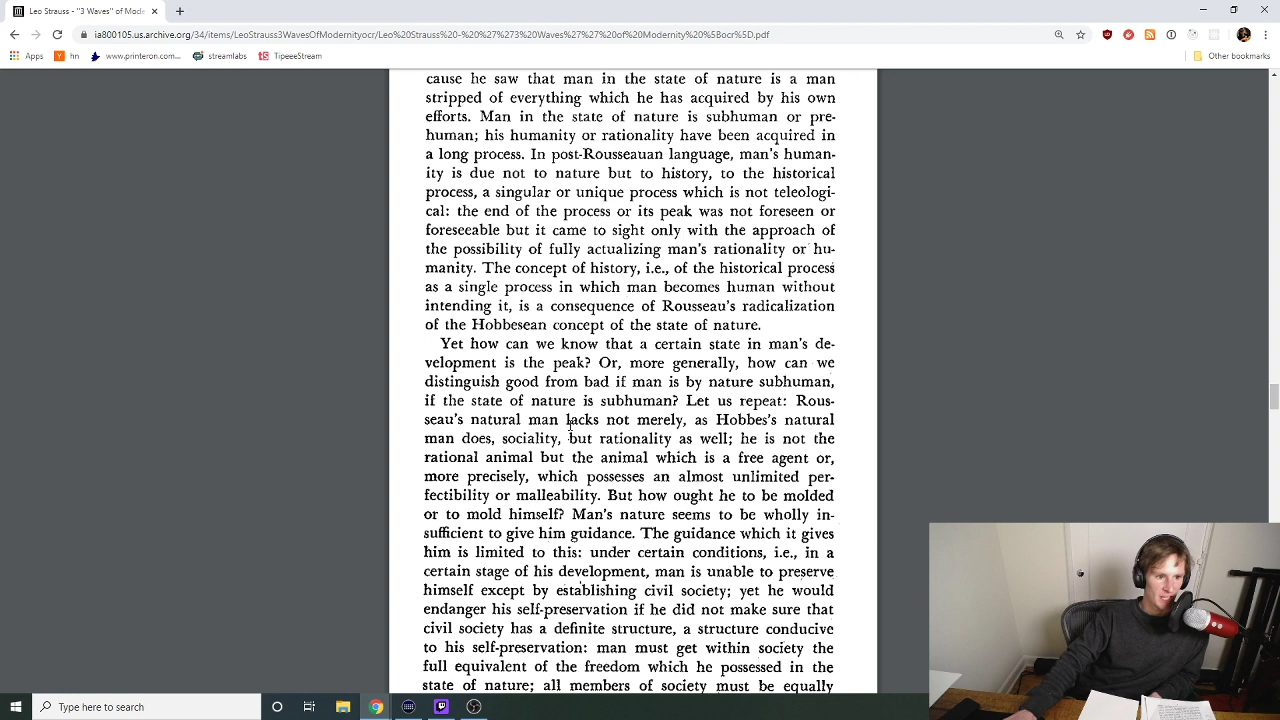 Leo Strauss - "3 Waves" of Mode
ia800105.us.archive.org/34/items/LeoStrauss3WavesOfModernityocr/Leo%20Strauss%20-%20%27%273%20Waves%27%27%20of%20Modernity%20%5Bocr%5D.pdf
Apps
hn
www.printeron.com...
streamlabs
TipeeeStream
Other bookmarks
cause he saw that man in the state of nature is a man
stripped of everything which he has acquired by his own
efforts. Man in the state of nature is subhuman or pre-
human; his humanity or rationality have been acquired in
a long process. In post-Rousseauan language, man's human-
ity is due not to nature but to history, to the historical
process, a singular or unique process which is not teleologi-
cal: the end of the process or its peak was not foreseen or
foreseeable but it came to sight only with the approach of
the possibility of fully actualizing man's rationality or hu-
manity. The concept of history, i.e., of the historical process
as a single process in which man becomes human without
intending it, is a consequence of Rousseau's radicalization
of the Hobbesean concept of the state of nature.
Yet how can we know that a certain state in man's de-
velopment is the peak? Or, more generally, how can we
distinguish good from bad if man is by nature subhuman,
if the state of nature is subhuman? Let us repeat: Rous-
seau's natural man lacks not merely, as Hobbes's natural
man does, sociality, but rationality as well; he is not the
rational animal but the animal which is a free agent or,
more precisely, which possesses an almost unlimited per-
fectibility or malleability. But how ought he to be molded
or to mold himself? Man's nature seems to be wholly in-
sufficient to give him guidance. The guidance which it gives
him is limited to this: under certain conditions, i.e., in a
certain stage of his development, man is unable to preserve
himself except by establishing civil society; yet he would
endanger his self-preservation if he did not make sure that
civil society has a definite structure, a structure conducive
to his self-preservation: man must get within society the
full equivalent of the freedom which he possessed in the
state of nature; all members of society must be equally
Type here to search